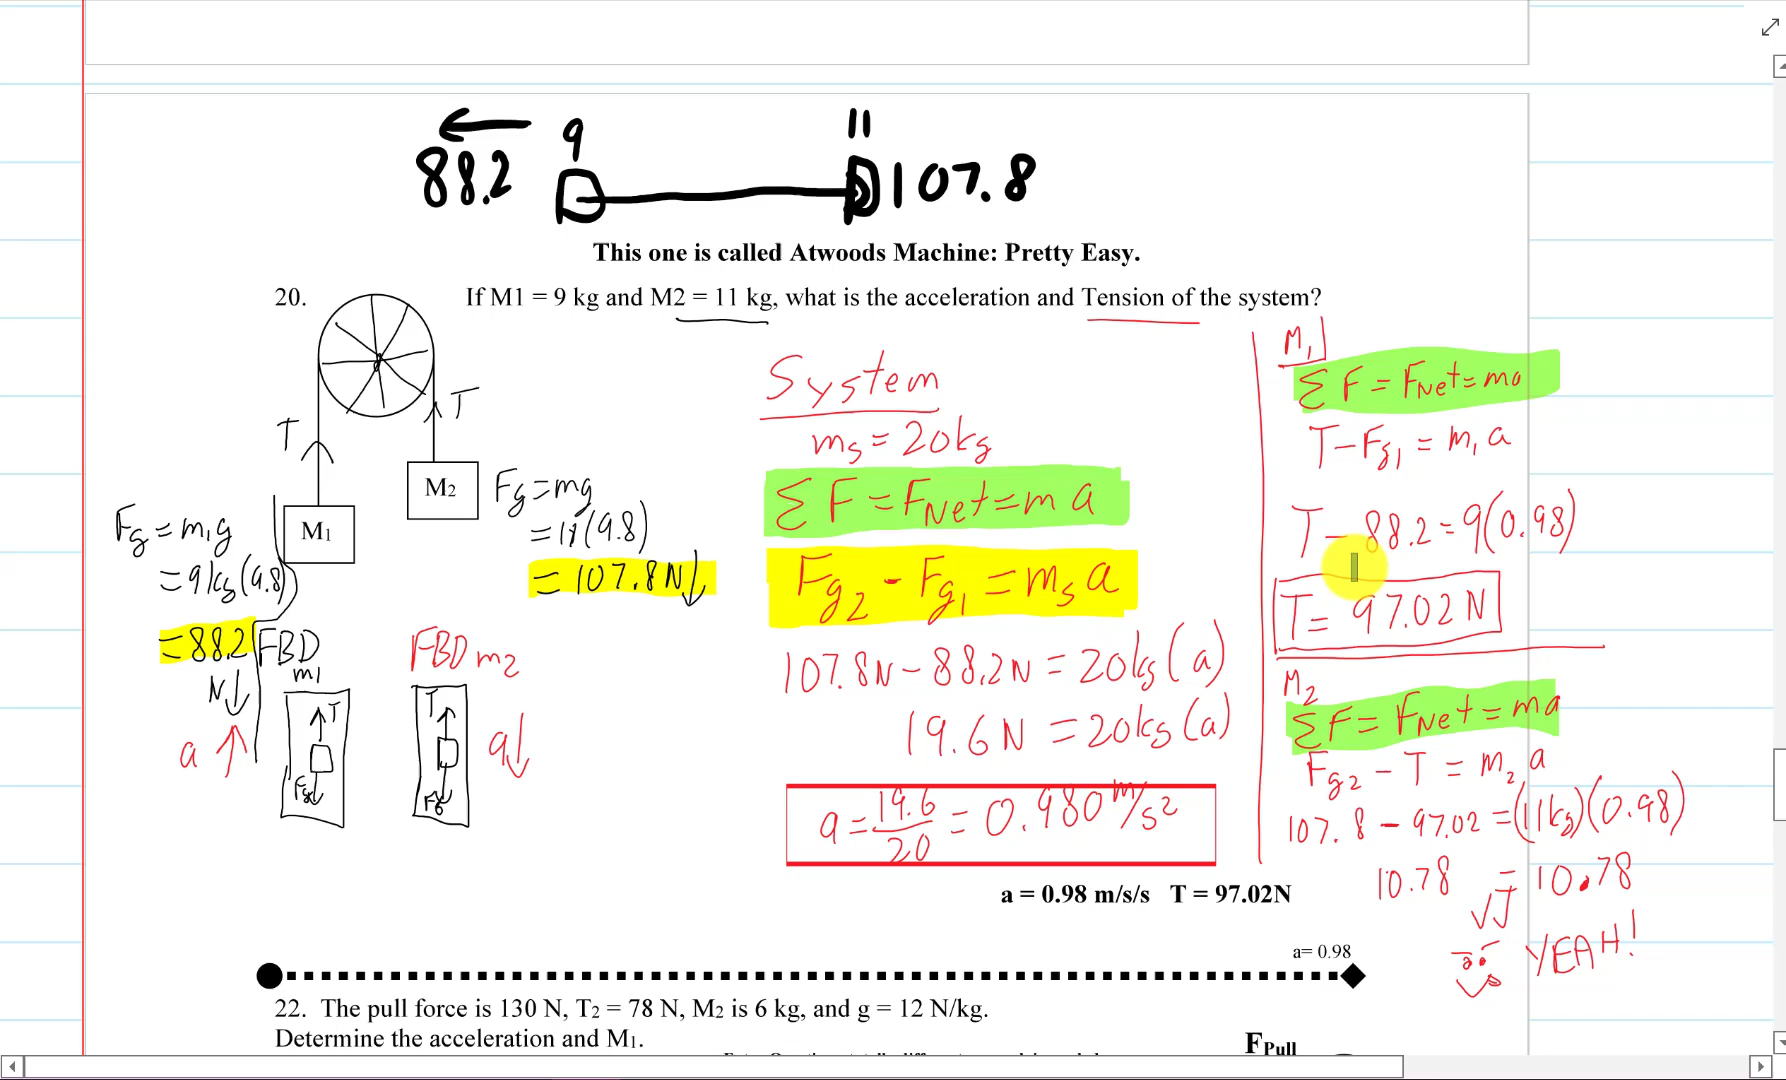 9
11
88.2
107.8
This one is called Atwoods Machine: Pretty Easy.
20.
If M1 = 9 kg and M2 = 11 kg, what is the acceleration and Tension of the system?
T
T
M1
M2
Fg = m1g
= 9kg(9.8)
= 88.2
N↓
a ↑
Fg = mg
= 11(9.8)
= 107.8N↓
FBD
m1
T
Fg
FBD m2
T
Fg
a↓
System
ms = 20kg
ΣF = FNet = ma
Fg2 - Fg1 = ms a
107.8N - 88.2N = 20kg(a)
19.6N = 20kg(a)
a = 19.6/20 = 0.980 m/s2
a = 0.98 m/s/s T = 97.02N
M1
ΣF = FNet = ma
T - Fg1 = m1 a
T - 88.2 = 9(0.98)
T = 97.02 N
M2
ΣF = FNet = ma
Fg2 - T = m2 a
107.8 - 97.02 = (11kg)(0.98)
10.78 = 10.78
YEAH!
a= 0.98
22. The pull force is 130 N, T2 = 78 N, M2 is 6 kg, and g = 12 N/kg.
Determine the acceleration and M1.
FPull